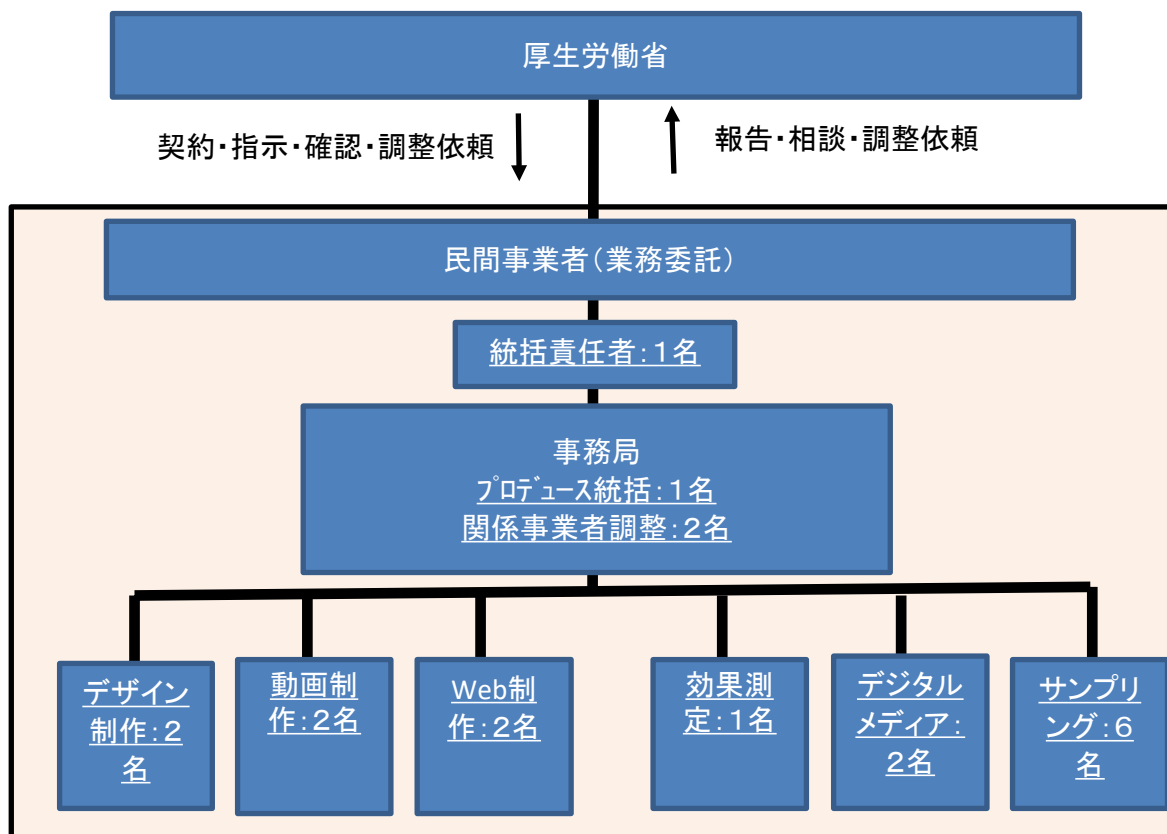 厚生労働省
契約・指示・確認・調整依頼
報告・相談・調整依頼
民間事業者（業務委託）
統括責任者：１名
事務局
ﾌﾟﾛﾃﾞｭｰｽ統括：１名
関係事業者調整：２名
デザイン
制作：２
名
動画制
作：２名
Web制
作：２名
効果測
定：１名
デジタル
メディア：
２名
サンプリ
ング：６
名